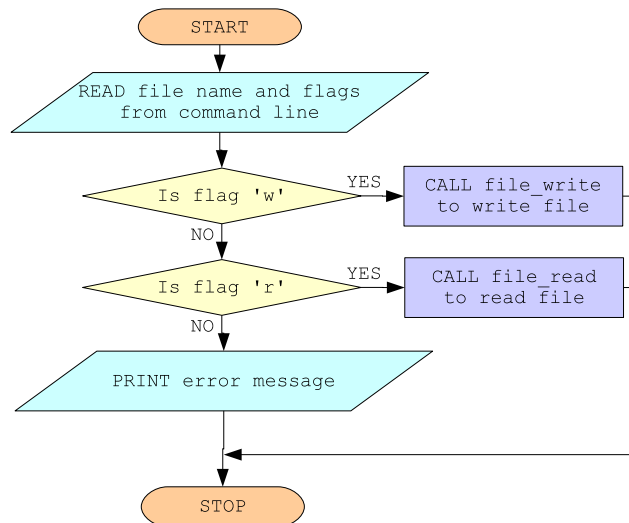 START
READ file name and flags
from command line
Is flag 'w'
YES
CALL file_write
to write file
NO
Is flag 'r'
YES
CALL file_read
to read file
NO
PRINT error message
STOP